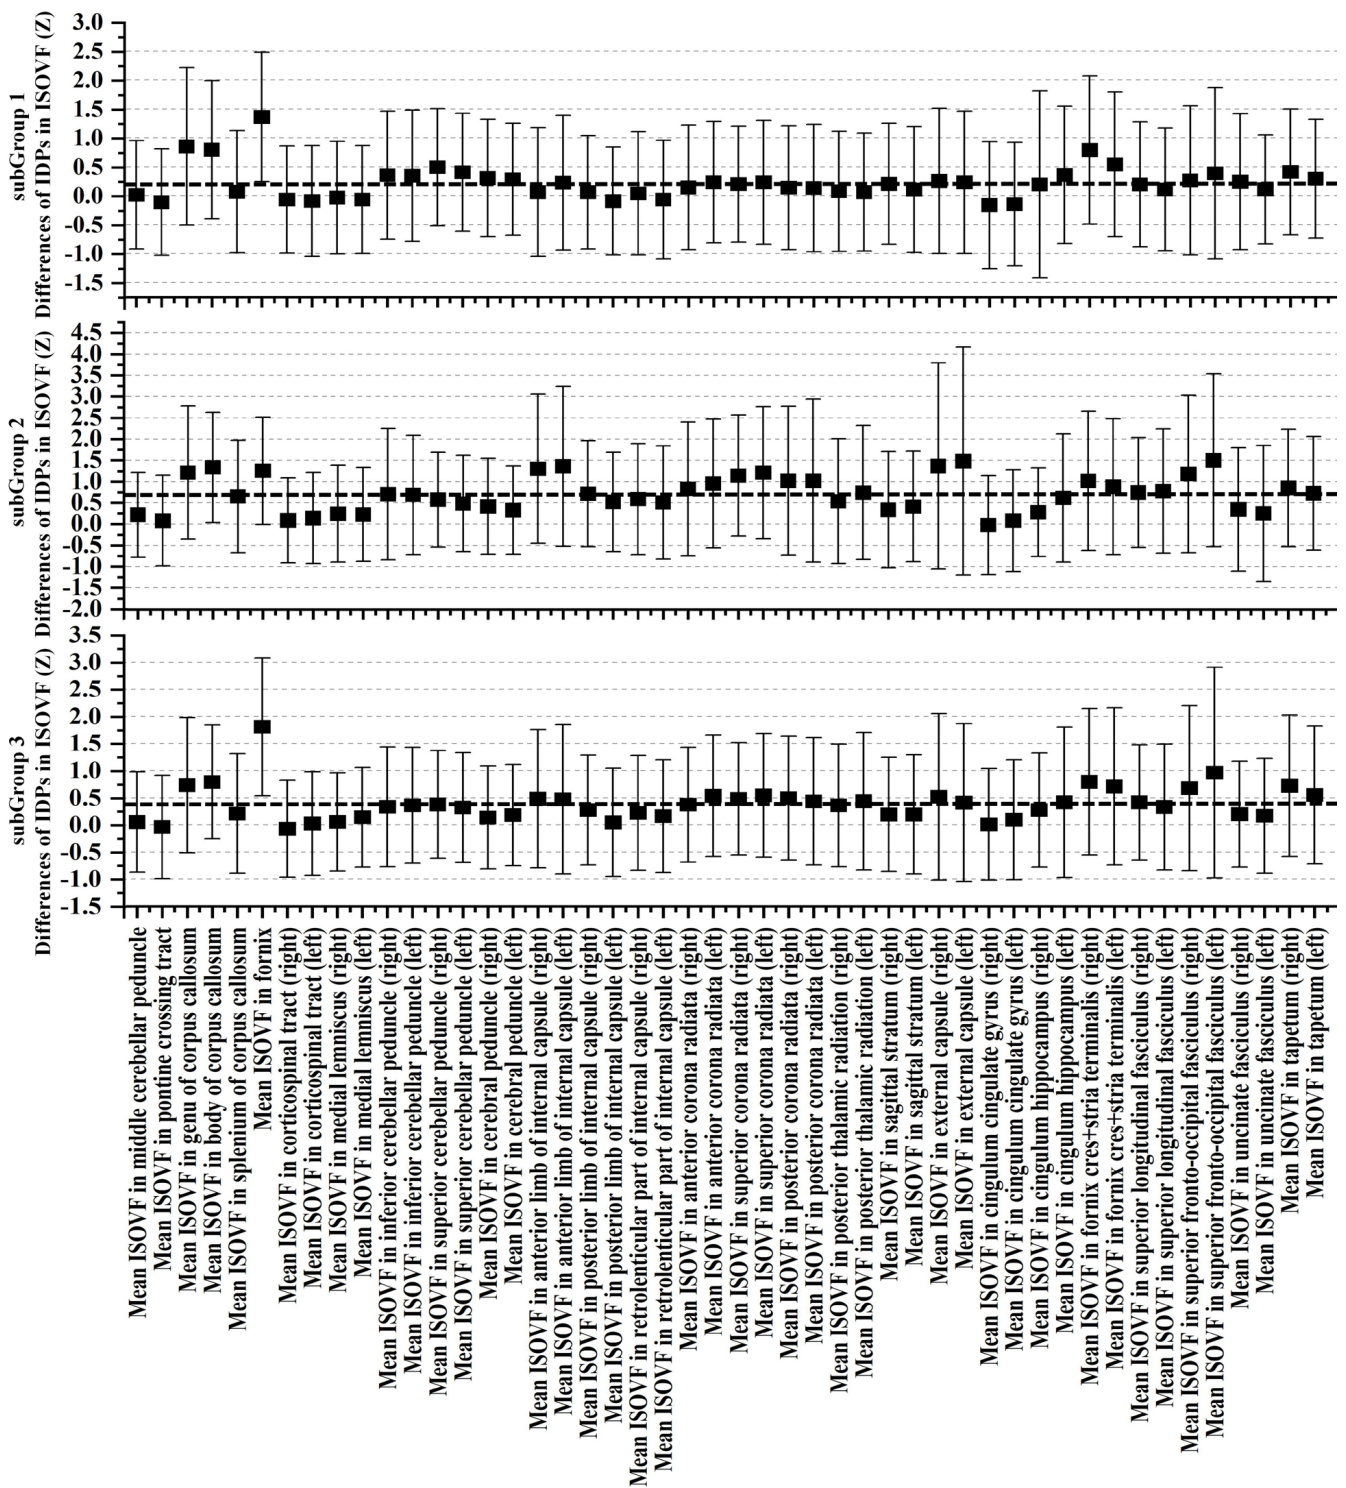 subGroup 1
Differences of IDPs in ISOVF (Z)
3.0
2.5
2.0
1.5
1.0
0.5
0.0
-0.5
-1.0
-1.5
subGroup 2
Differences of IDPs in ISOVF (Z)
4.5
4.0
3.5
3.0
2.5
2.0
1.5
1.0
0.5
0.0
-0.5
-1.0
-1.5
-2.0
subGroup 3
Differences of IDPs in ISOVF (Z)
3.5
3.0
2.5
2.0
1.5
1.0
0.5
0.0
-0.5
-1.0
-1.5
Mean ISOVF in middle cerebellar peduncle
Mean ISOVF in pontine crossing tract
Mean ISOVF in genu of corpus callosum
Mean ISOVF in body of corpus callosum
Mean ISOVF in splenium of corpus callosum
Mean ISOVF in fornix
Mean ISOVF in corticospinal tract (right)
Mean ISOVF in corticospinal tract (left)
Mean ISOVF in medial lemniscus (right)
Mean ISOVF in medial lemniscus (left)
Mean ISOVF in inferior cerebellar peduncle (right)
Mean ISOVF in inferior cerebellar peduncle (left)
Mean ISOVF in superior cerebellar peduncle (right)
Mean ISOVF in superior cerebellar peduncle (left)
Mean ISOVF in cerebral peduncle (right)
Mean ISOVF in cerebral peduncle (left)
Mean ISOVF in anterior limb of internal capsule (right)
Mean ISOVF in anterior limb of internal capsule (left)
Mean ISOVF in posterior limb of internal capsule (right)
Mean ISOVF in posterior limb of internal capsule (left)
Mean ISOVF in retrolenticular part of internal capsule (right)
Mean ISOVF in retrolenticular part of internal capsule (left)
Mean ISOVF in anterior corona radiata (right)
Mean ISOVF in anterior corona radiata (left)
Mean ISOVF in superior corona radiata (right)
Mean ISOVF in superior corona radiata (left)
Mean ISOVF in posterior corona radiata (right)
Mean ISOVF in posterior corona radiata (left)
Mean ISOVF in posterior thalamic radiation (right)
Mean ISOVF in posterior thalamic radiation (left)
Mean ISOVF in sagittal stratum (right)
Mean ISOVF in sagittal stratum (left)
Mean ISOVF in external capsule (right)
Mean ISOVF in external capsule (left)
Mean ISOVF in cingulum cingulate gyrus (right)
Mean ISOVF in cingulum cingulate gyrus (left)
Mean ISOVF in cingulum hippocampus (right)
Mean ISOVF in cingulum hippocampus (left)
Mean ISOVF in fornix cres+stria terminalis (right)
Mean ISOVF in fornix cres+stria terminalis (left)
Mean ISOVF in superior longitudinal fasciculus (right)
Mean ISOVF in superior longitudinal fasciculus (left)
Mean ISOVF in superior fronto-occipital fasciculus (right)
Mean ISOVF in superior fronto-occipital fasciculus (left)
Mean ISOVF in uncinate fasciculus (right)
Mean ISOVF in uncinate fasciculus (left)
Mean ISOVF in tapetum (right)
Mean ISOVF in tapetum (left)